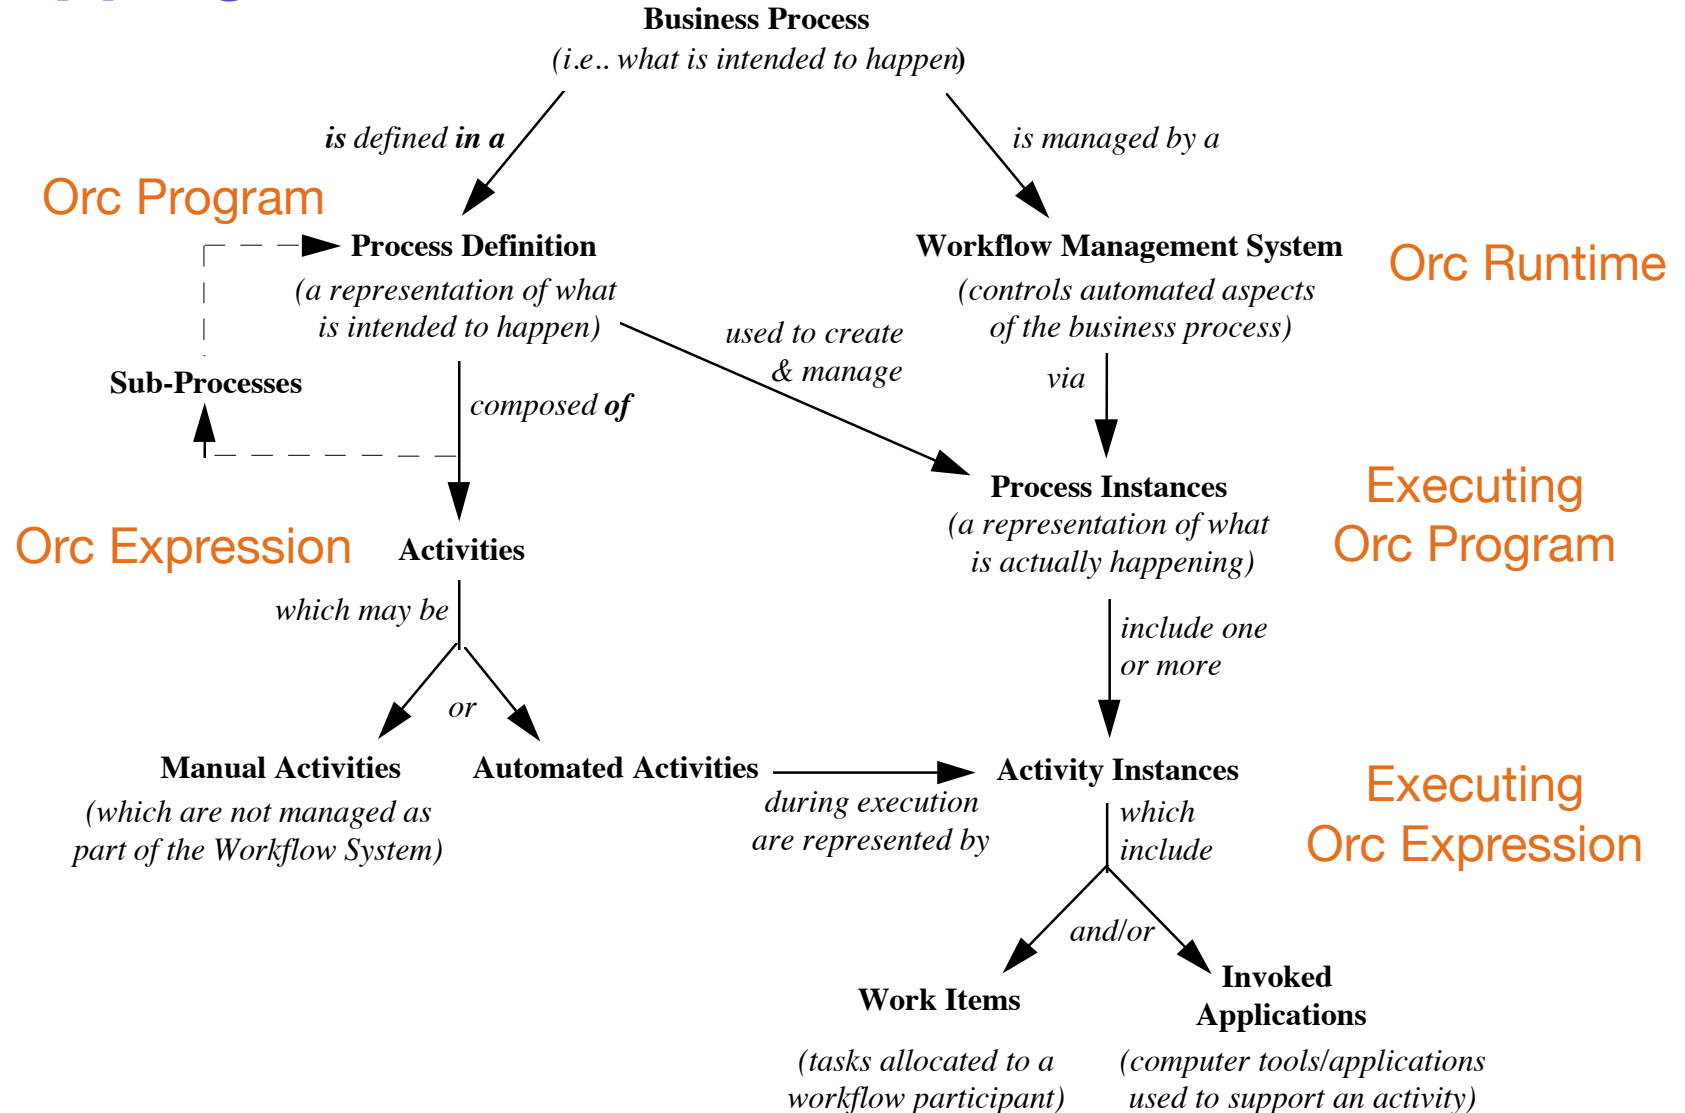 Business Process
(i.e.. what is intended to happen)
is defined in a
is managed by a
Orc Program
Process Definition
(a representation of what
is intended to happen)
Workflow Management System
(controls automated aspects
of the business process)
Orc Runtime
used to create
& manage
via
Sub-Processes
composed of
Process Instances
(a representation of what
is actually happening)
Executing
Orc Program
Orc Expression
Activities
which may be
include one
or more
or
Manual Activities
(which are not managed as
part of the Workflow System)
Automated Activities
during execution
are represented by
Activity Instances
which
include
Executing
Orc Expression
and/or
Work Items
(tasks allocated to a
workflow participant)
Invoked
Applications
(computer tools/applications
used to support an activity)